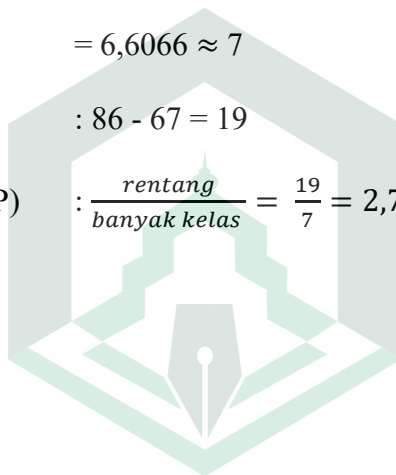 = 6,6066 ≈ 7
: 86 - 67 = 19
P) : rentang / banyak kelas = 19 / 7 = 2,7